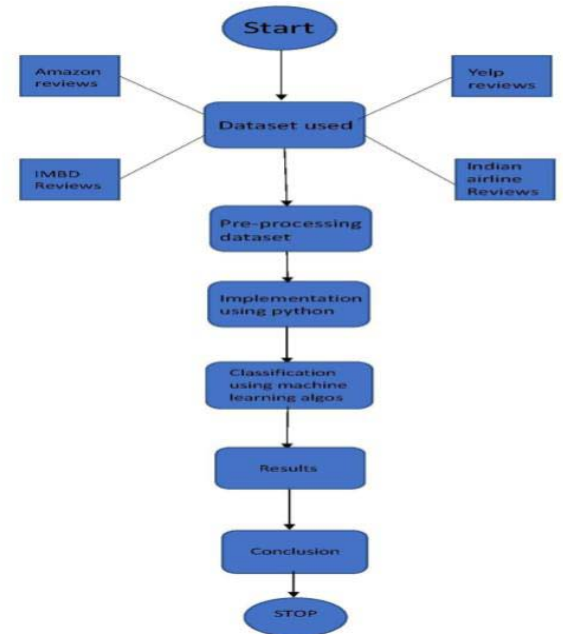 Start
Amazon
reviews
Yelp
reviews
Dataset used
IMBD
Reviews
Indian
airline
Reviews
Pre-processing
dataset
Implementation
using python
Classification
using machine
learning algos
Results
Conclusion
STOP